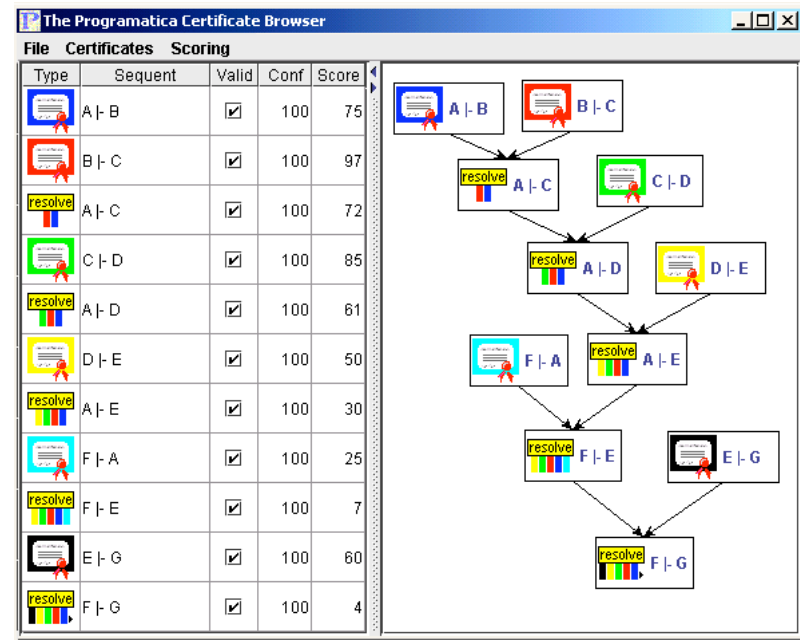 The Programatica Certificate Browser
File Certificates Scoring
Type Sequent Valid Conf Score
A |- B 100 75
B |- C 100 97
resolve A |- C 100 72
C |- D 100 85
resolve A |- D 100 61
D |- E 100 50
resolve A |- E 100 30
F |- A 100 25
resolve F |- E 100 7
E |- G 100 60
resolve F |- G 100 4
A |- B B |- C
resolve A |- C C |- D
resolve A |- D D |- E
F |- A resolve A |- E
resolve F |- E E |- G
resolve F |- G